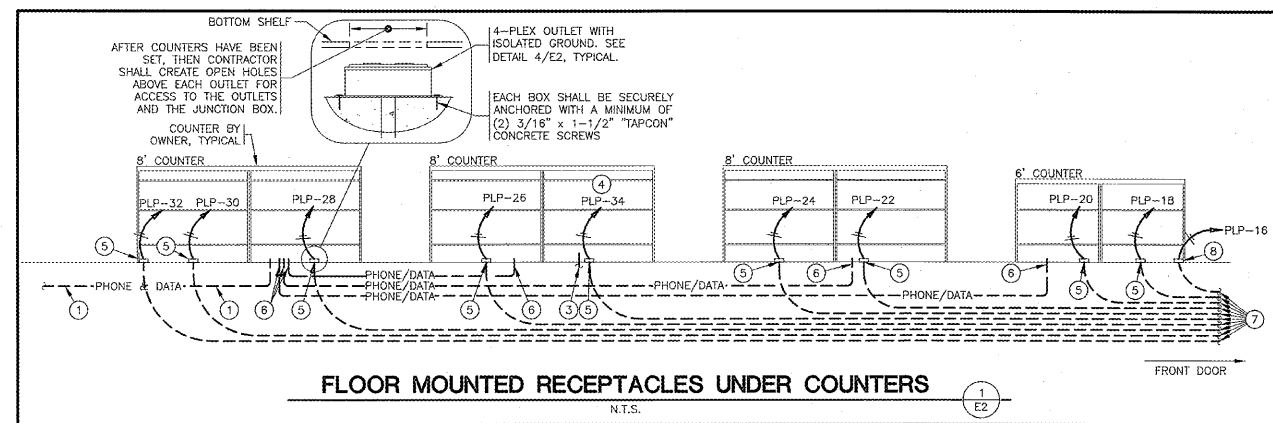 BOTTOM SHELF
AFTER COUNTERS HAVE BEEN
SET, THEN CONTRACTOR
SHALL CREATE OPEN HOLES
ABOVE EACH OUTLET FOR
ACCESS TO THE OUTLETS
AND THE JUNCTION BOX.
4-PLEX OUTLET WITH
ISOLATED GROUND. SEE
DETAIL 4/E2, TYPICAL.
EACH BOX SHALL BE SECURELY
ANCHORED WITH A MINIMUM OF
(2) 3/16" x 1-1/2" "TAPCON"
CONCRETE SCREWS
COUNTER BY
OWNER, TYPICAL
8' COUNTER
8' COUNTER
8' COUNTER
6' COUNTER
4
PLP-32
PLP-30
PLP-28
PLP-26
PLP-34
PLP-24
PLP-22
PLP-20
PLP-18
PLP-16
5
5
8
PHONE/DATA
5
6
6
5
PHONE & DATA
PHONE/DATA
PHONE/DATA
5
5
PHONE/DATA
PHONE/DATA
1
1
6
5
5
6
3
5
7
FRONT DOOR
FLOOR MOUNTED RECEPTACLES UNDER COUNTERS
N.T.S.
1
E2